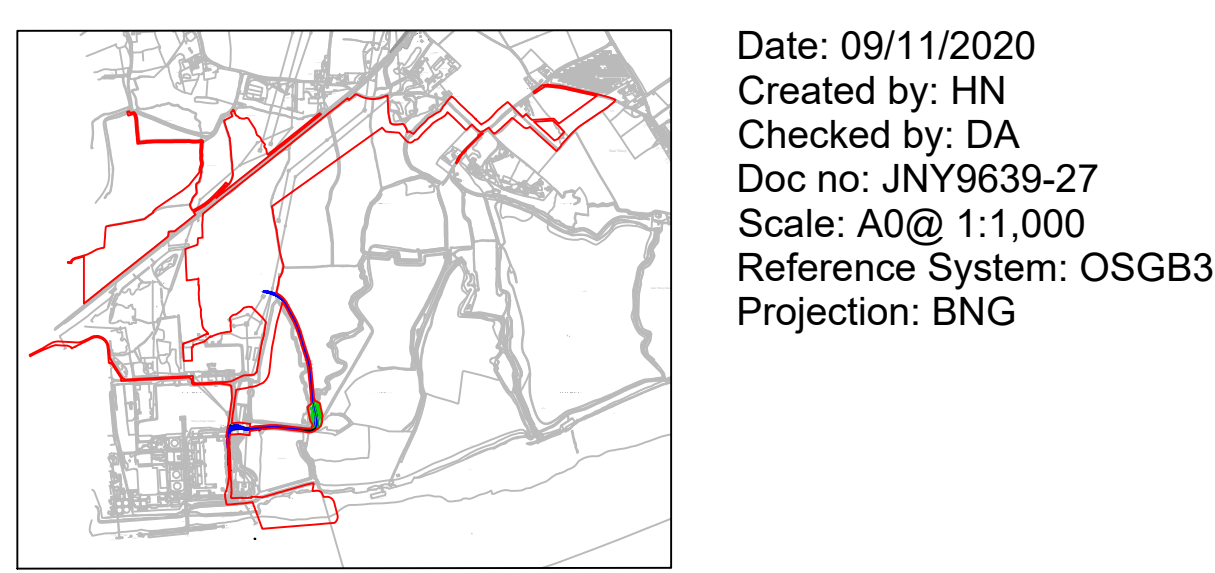 Date: 09/11/2020
Created by: HN
Checked by: DA
Doc no: JNY9639-27
Scale: A0@ 1:1,000
Reference System: OSGB3
Projection: BNG